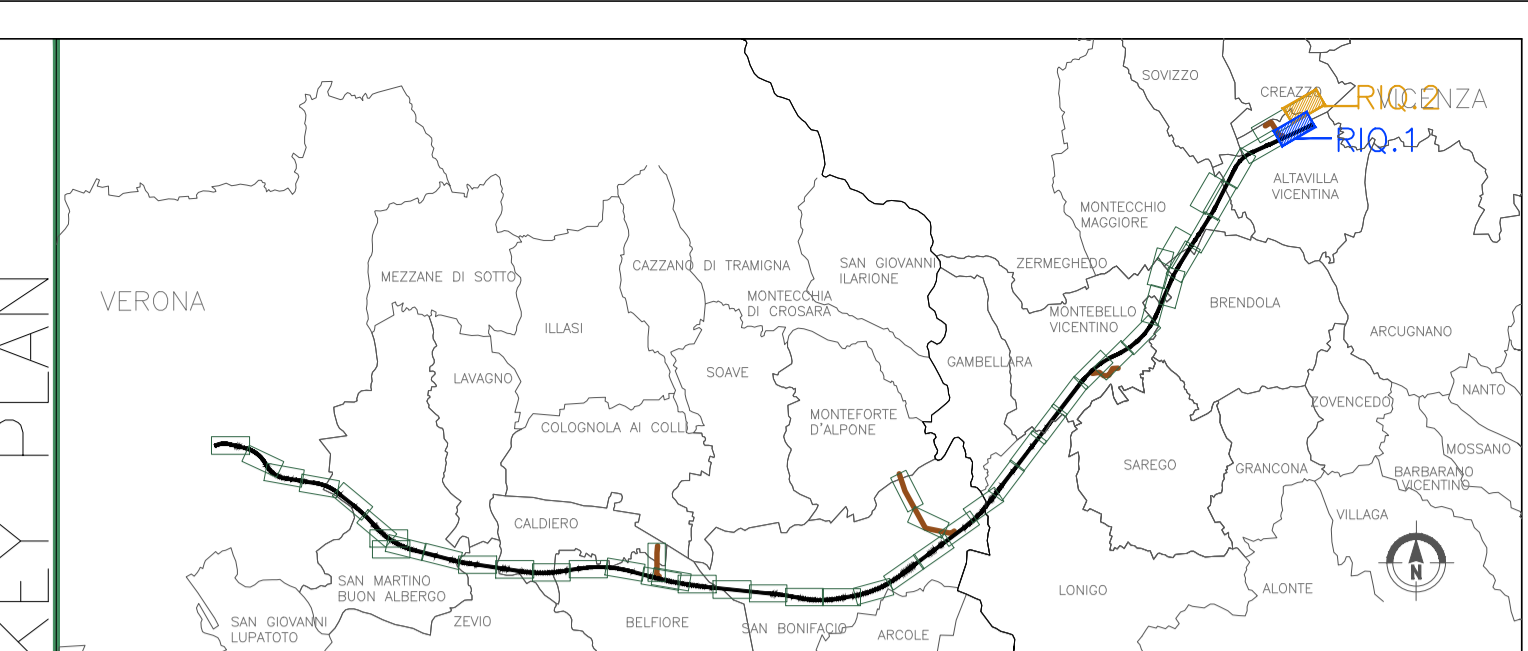 KEY PLAN
SOVIZZO
CREAZZO
RIQ.2
VICENZA
RIQ.1
ALTAVILLA
VICENTINA
MONTECCHIO
MAGGIORE
CAZZANO DI TRAMIGNA
SAN GIOVANNI
ILARIONE
ZERMEGHEDO
MEZZANE DI SOTTO
VERONA
MONTECCHIA
DI CROSARA
BRENDOLA
MONTEBELLO
VICENTINO
ILLASI
ARCUGNANO
GAMBELLARA
SOAVE
LAVAGNO
NANTO
ZOVENCEDO
MONTEFORTE
D'ALPONE
COLOGNOLA AI COLLI
MOSSANO
SAREGO
GRANCONA
BARBARANO
VICENTINO
CALDIERO
VILLAGA
N
SAN MARTINO
BUON ALBERGO
LONIGO
ALONTE
SAN GIOVANNI
LUPATOTO
ZEVIO
BELFIORE
SAN BONIFACIO
ARCOLE